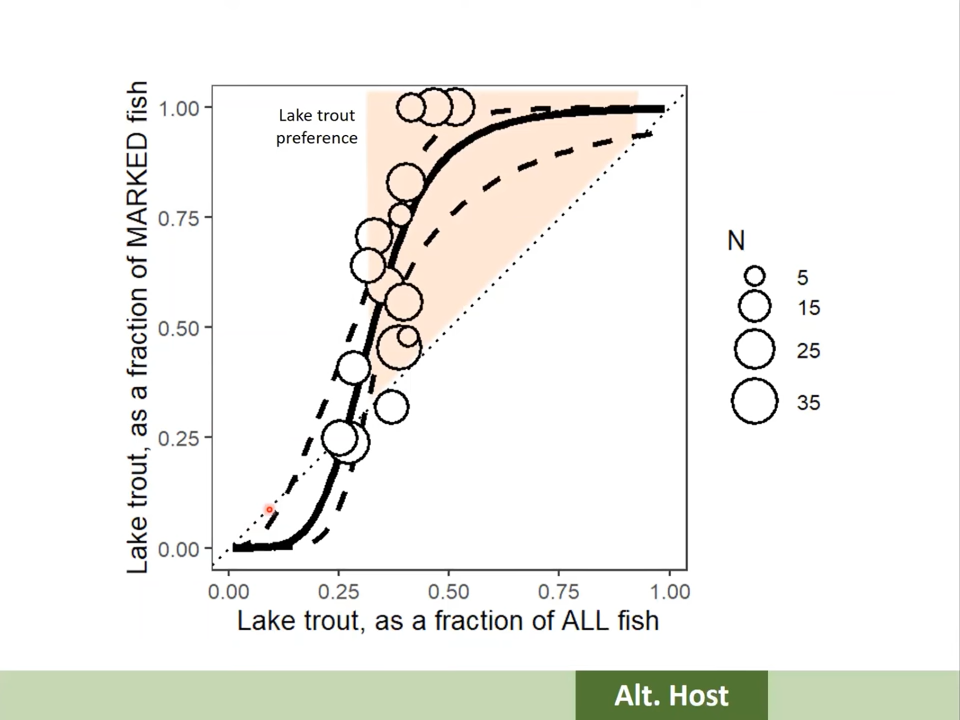 Lake trout
preference
Lake trout, as a fraction of MARKED fish
1.00
0.75
0.50
0.25
0.00
0.00 0.25 0.50 0.75 1.00
Lake trout, as a fraction of ALL fish
N
5
15
25
35
Alt. Host